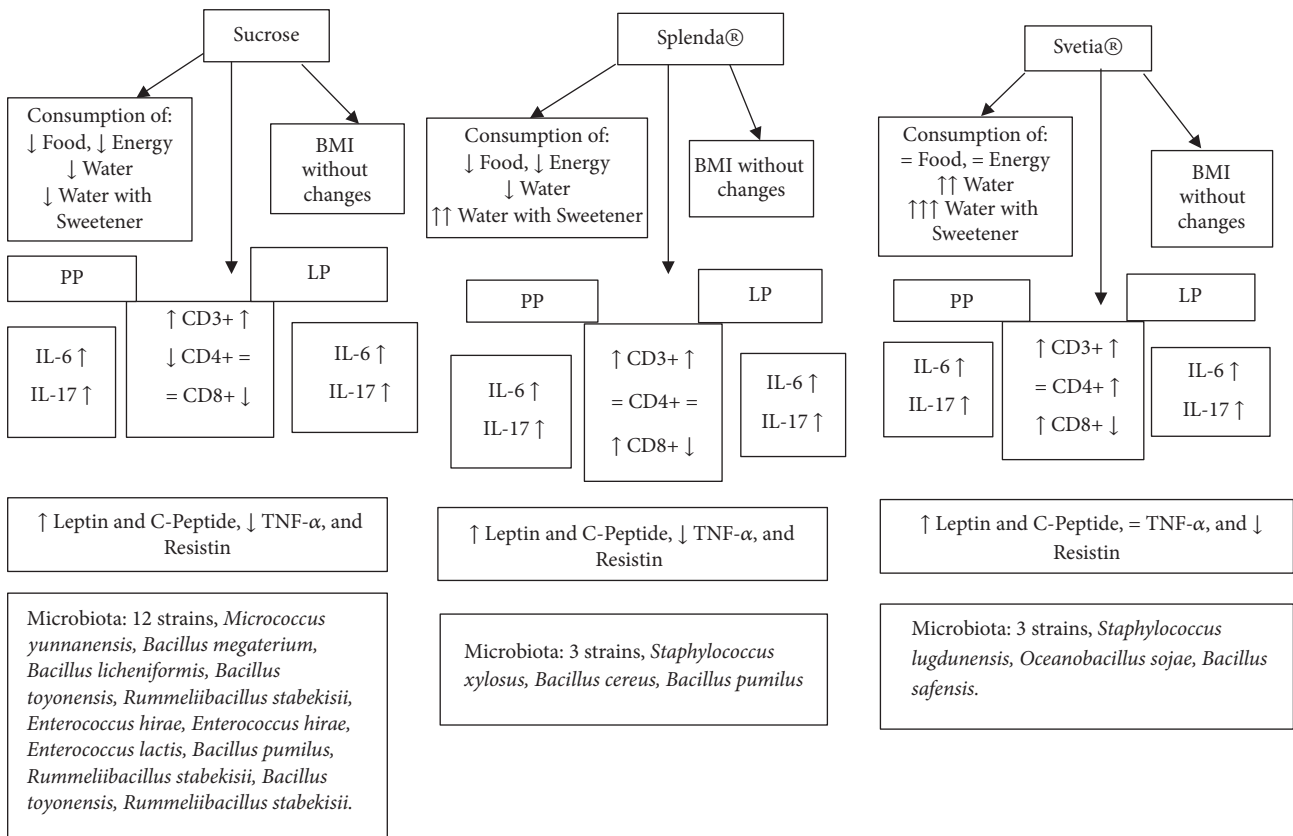 Sucrose
Consumption of:
↓ Food, ↓ Energy
↓ Water
↓ Water with
Sweetener
BMI
without
changes
PP
LP
IL-6 ↑
IL-17 ↑
↑ CD3+ ↑
↓ CD4+ =
= CD8+ ↓
IL-6 ↑
IL-17 ↑
↑ Leptin and C-Peptide, ↓ TNF-α, and
Resistin
Microbiota: 12 strains, Micrococcus
yunnanensis, Bacillus megaterium,
Bacillus licheniformis, Bacillus
toyonensis, Rummeliibacillus stabekisii,
Enterococcus hirae, Enterococcus hirae,
Enterococcus lactis, Bacillus pumilus,
Rummeliibacillus stabekisii, Bacillus
toyonensis, Rummeliibacillus stabekisii.
Splenda®
Consumption of:
↓ Food, ↓ Energy
↓ Water
↑↑ Water with Sweetener
BMI without
changes
PP
LP
IL-6 ↑
IL-17 ↑
↑ CD3+ ↑
= CD4+ =
↑ CD8+ ↓
IL-6 ↑
IL-17 ↑
↑ Leptin and C-Peptide, ↓ TNF-α, and
Resistin
Microbiota: 3 strains, Staphylococcus
xylosus, Bacillus cereus, Bacillus pumilus
Svetia®
Consumption of:
= Food, = Energy
↑↑ Water
↑↑↑ Water with
Sweetener
BMI
without
changes
PP
LP
IL-6 ↑
IL-17 ↑
↑ CD3+ ↑
= CD4+ ↑
↑ CD8+ ↓
IL-6 ↑
IL-17 ↑
↑ Leptin and C-Peptide, = TNF-α, and ↓
Resistin
Microbiota: 3 strains, Staphylococcus
lugdunensis, Oceanobacillus sojae, Bacillus
safensis.